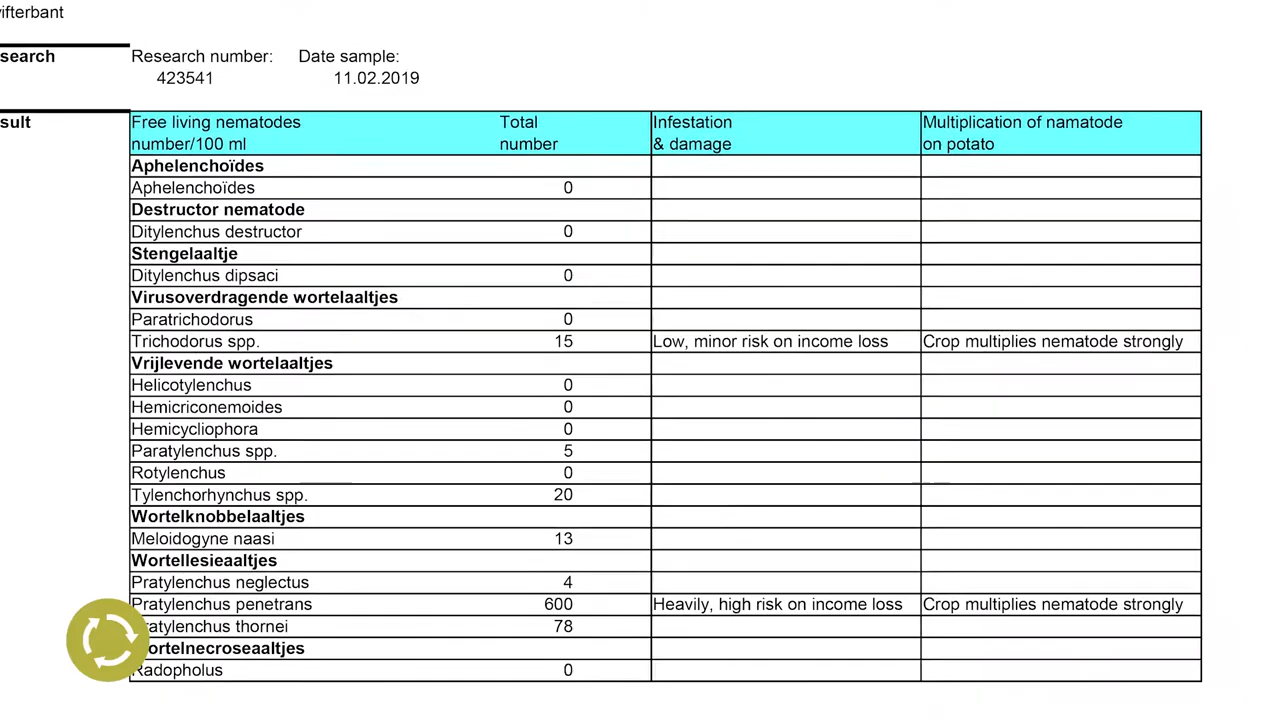 ifterbant
search Research number: Date sample:
423541 11.02.2019
sult Free living nematodes Total Infestation Multiplication of namatode
number/100 ml number & damage on potato
Aphelenchoïdes
Aphelenchoïdes 0
Destructor nematode
Ditylenchus destructor 0
Stengelaaltje
Ditylenchus dipsaci 0
Virusoverdragende wortelaaltjes
Paratrichodorus 0
Trichodorus spp. 15 Low, minor risk on income loss Crop multiplies nematode strongly
Vrijlevende wortelaaltjes
Helicotylenchus 0
Hemicriconemoides 0
Hemicycliophora 0
Paratylenchus spp. 5
Rotylenchus 0
Tylenchorhynchus spp. 20
Wortelknobbelaaltjes
Meloidogyne naasi 13
Wortellesieaaltjes
Pratylenchus neglectus 4
Pratylenchus penetrans 600 Heavily, high risk on income loss Crop multiplies nematode strongly
ratylenchus thornei 78
ortelnecroseaaltjes
Radopholus 0